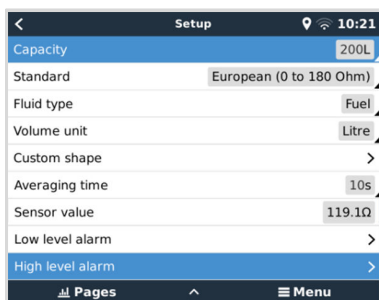 Setup 10:21
Capacity 200L
Standard European (0 to 180 Ohm)
Fluid type Fuel
Volume unit Litre
Custom shape
Averaging time 10s
Sensor value 119.1Ω
Low level alarm
High level alarm
Pages Menu